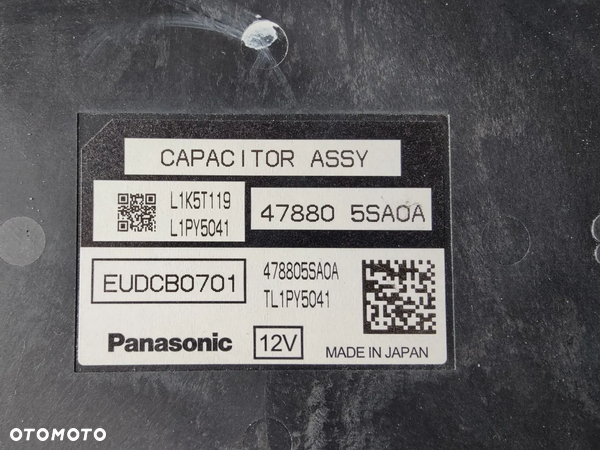 CAPACITOR ASSY
L1K5T119
L1PY5041
47880 5SA0A
EUDCB0701
478805SA0A
TL1PY5041
Panasonic
12V
MADE IN JAPAN
OTOMOTO